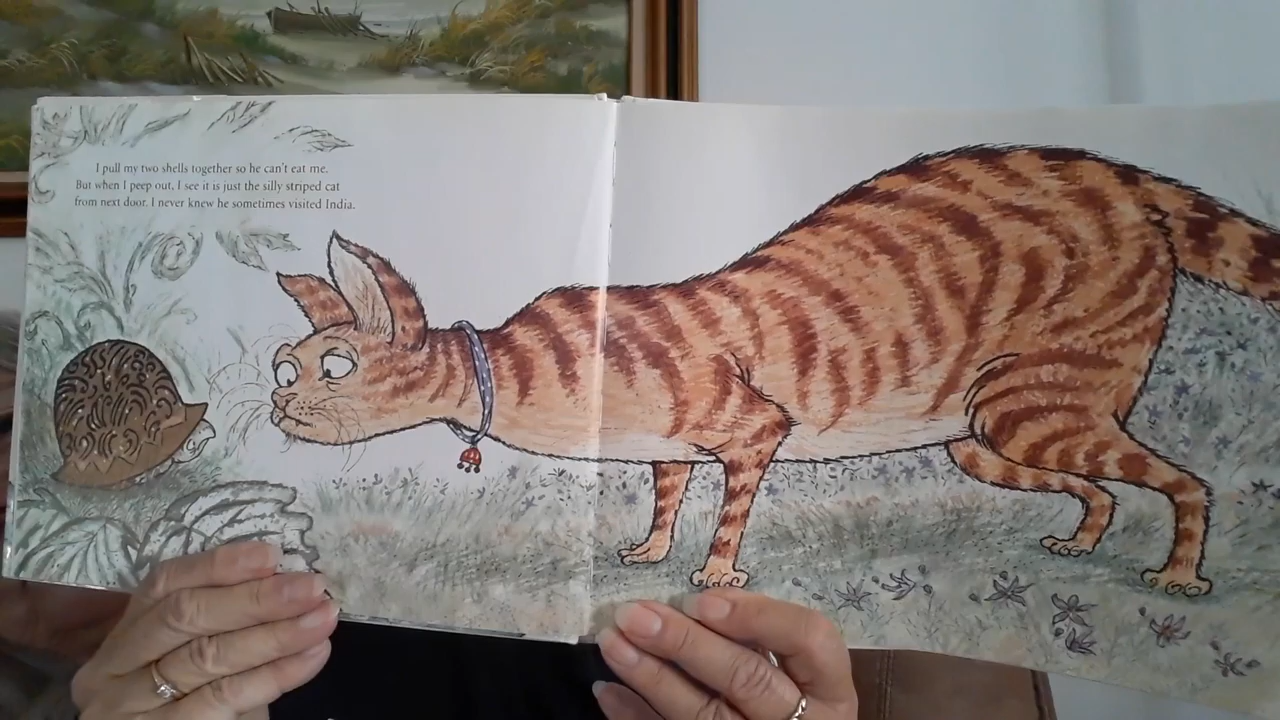 I pull my two shells together so he can't eat me.
But when I peep out, I see it is just the silly striped cat
from next door. I never knew he sometimes visited India.